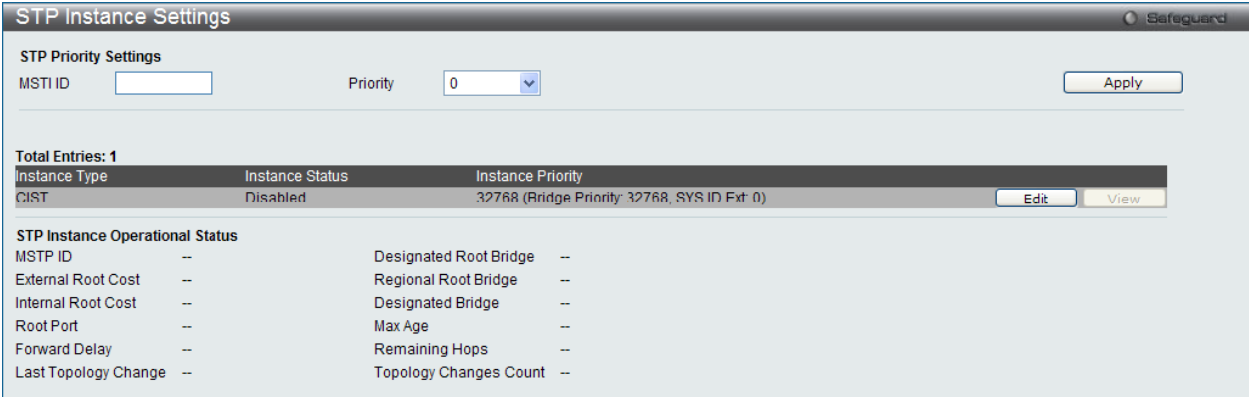 STP Instance Settings
Safeguard
STP Priority Settings
MSTI ID Priority 0 Apply
Total Entries: 1
Instance Type Instance Status Instance Priority
CIST Disabled 32768 (Bridge Priority: 32768, SYS ID Ext: 0) Edit View
STP Instance Operational Status
MSTP ID -- Designated Root Bridge --
External Root Cost -- Regional Root Bridge --
Internal Root Cost -- Designated Bridge --
Root Port -- Max Age --
Forward Delay -- Remaining Hops --
Last Topology Change -- Topology Changes Count --